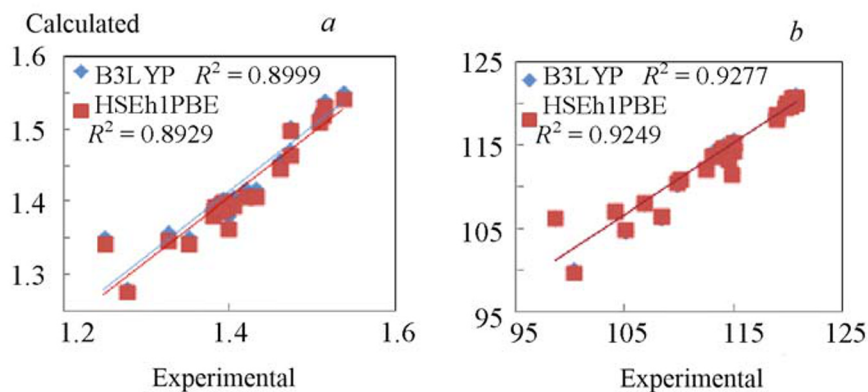 Calculated
a
1.6
B3LYP R² = 0.8999
HSEh1PBE
R² = 0.8929
1.5
1.4
1.3
1.2 1.4 1.6
Experimental
b
125
B3LYP R² = 0.9277
HSEh1PBE
R² = 0.9249
115
105
95
95 105 115 125
Experimental